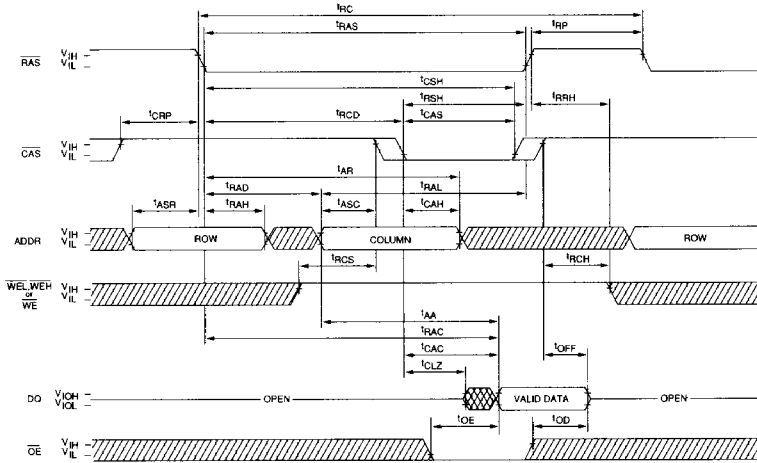 tRC
tRAS
tRP
RAS VIH VIL
tCSH
tRSH
tRRH
tCRP
tRCD
tCAS
CAS VIH VIL
tAR
tRAD
tRAL
tASR
tRAH
tASC
tCAH
ADDR VIH VIL
ROW
COLUMN
ROW
tRCS
tRCH
WEL, WEH or WE VIH VIL
tAA
tRAC
tCAC
tOFF
tCLZ
DQ VIOH VIOL
OPEN
VALID DATA
OPEN
tOE
tOD
OE VIH VIL